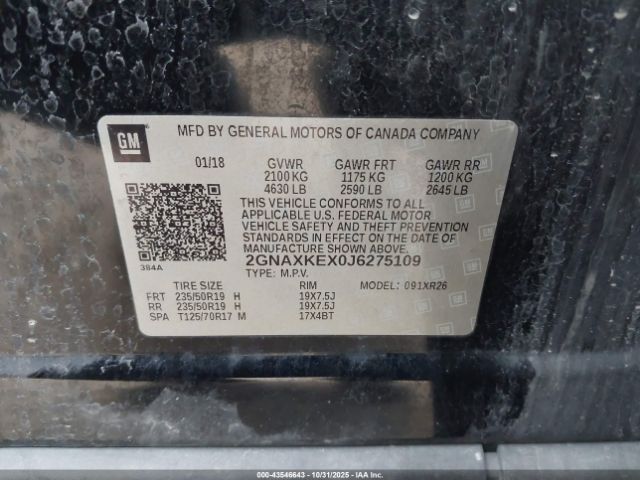 GM
MFD BY GENERAL MOTORS OF CANADA COMPANY
01/18 GVWR GAWR FRT GAWR RR
2100 KG 1175 KG 1200 KG
4630 LB 2590 LB 2645 LB
THIS VEHICLE CONFORMS TO ALL
APPLICABLE U.S. FEDERAL MOTOR
VEHICLE SAFETY AND THEFT PREVENTION
STANDARDS IN EFFECT ON THE DATE OF
MANUFACTURE SHOWN ABOVE.
384A 2GNAXKEX0J6275109
TYPE: M.P.V. MODEL: 091XR26
TIRE SIZE RIM
FRT 235/50R19 H 19X7.5J
RR 235/50R19 H 19X7.5J
SPA T125/70R17 M 17X4BT
000-43546643 - 10/31/2025 - IAA, Inc.